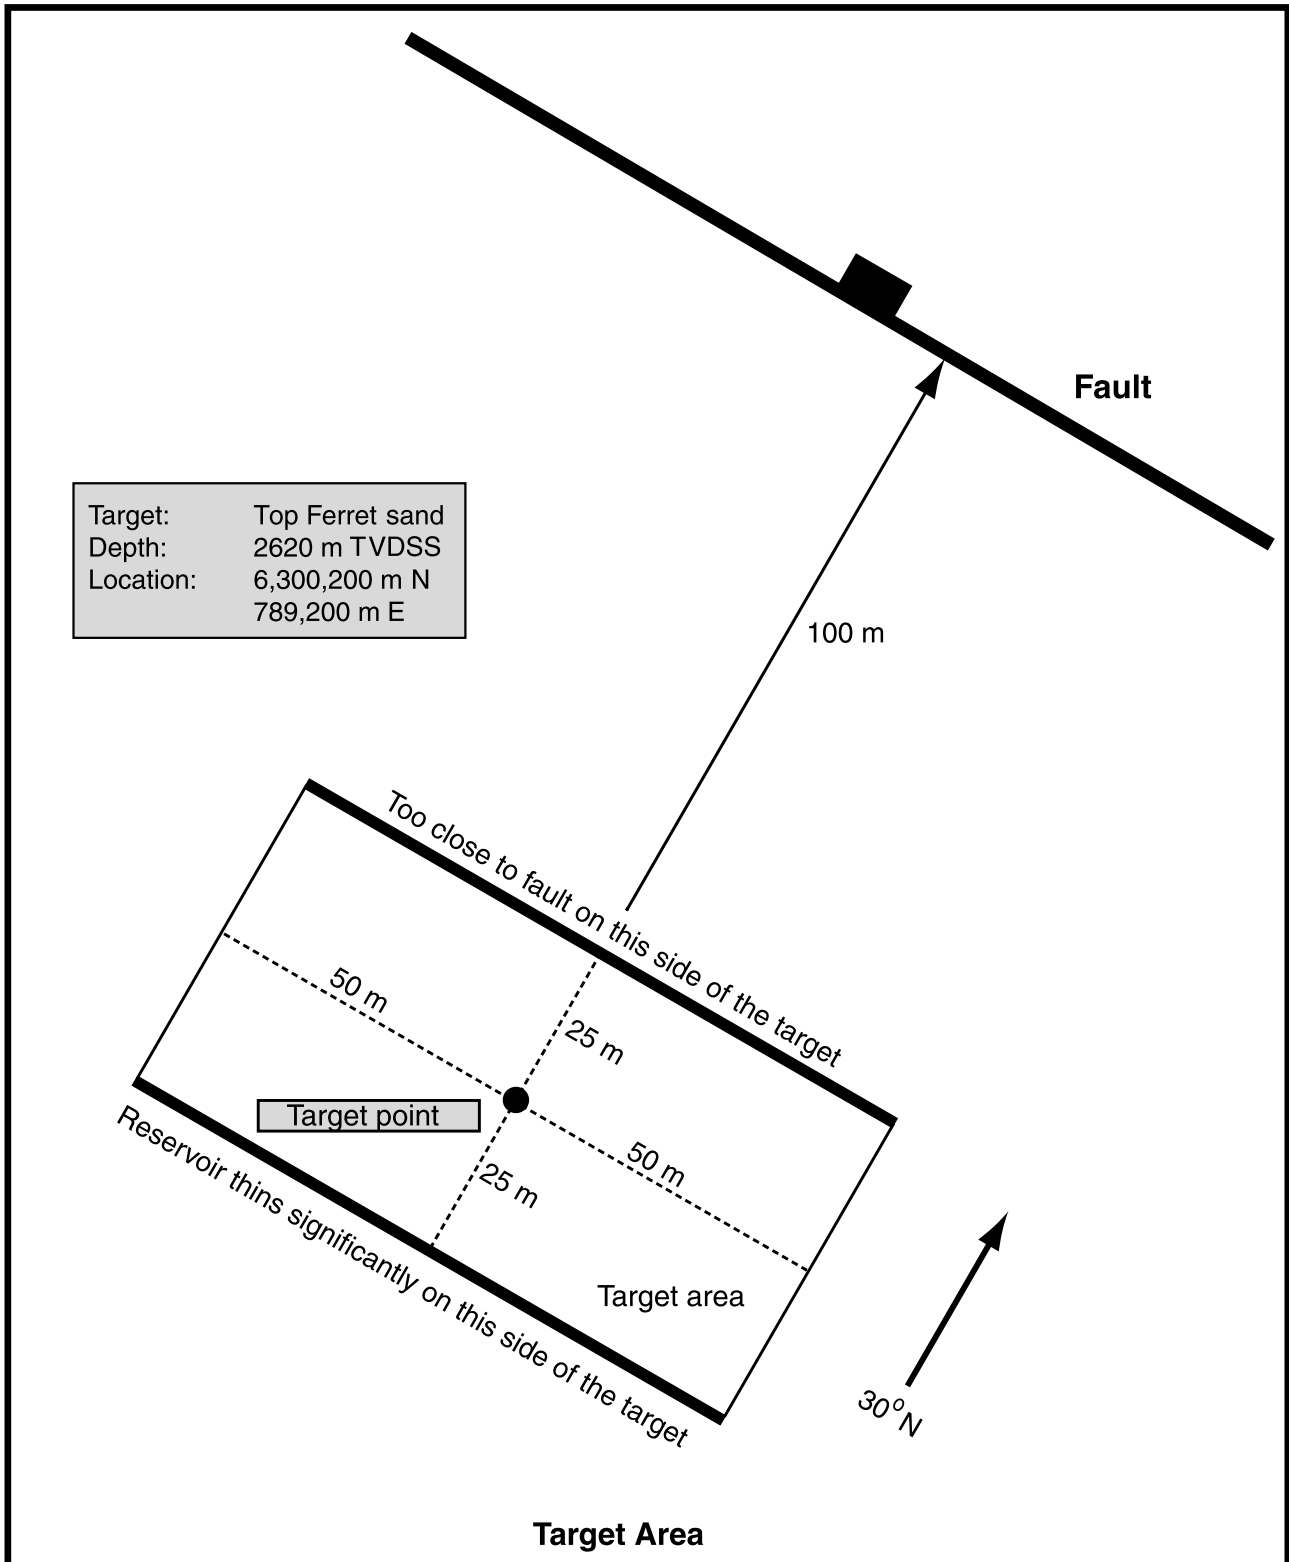 Fault
Target: Top Ferret sand
Depth: 2620 m TVDSS
Location: 6,300,200 m N
789,200 m E
100 m
Too close to fault on this side of the target
50 m
25 m
Target point
50 m
25 m
Reservoir thins significantly on this side of the target
Target area
30°N
Target Area